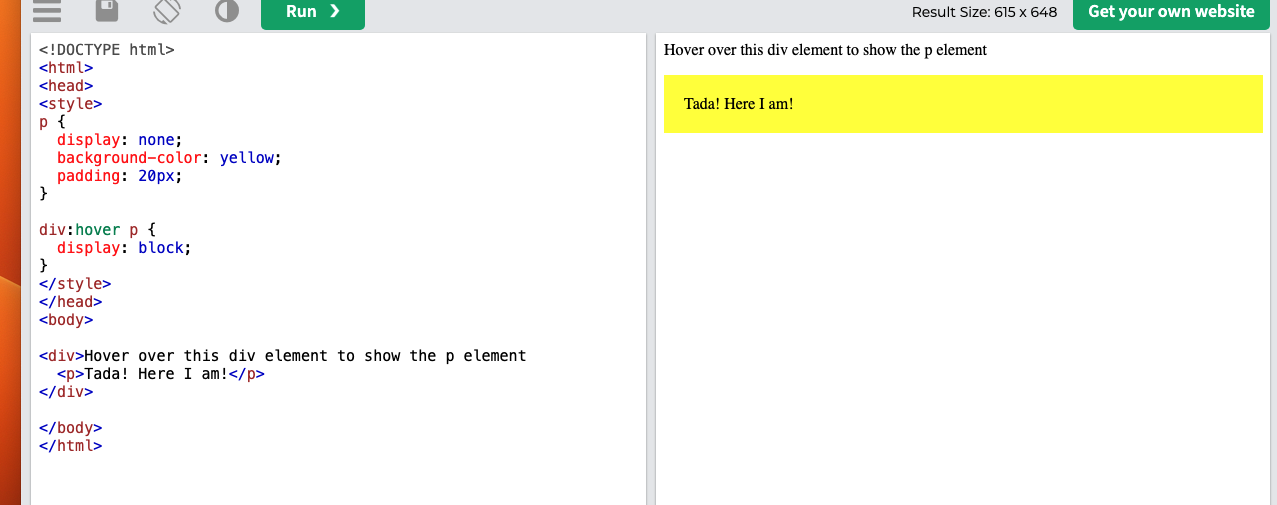 Run ❯
Result Size: 615 x 648
Get your own website
<!DOCTYPE html>
<html>
<head>
<style>
p {
  display: none;
  background-color: yellow;
  padding: 20px;
}

div:hover p {
  display: block;
}
</style>
</head>
<body>

<div>Hover over this div element to show the p element
  <p>Tada! Here I am!</p>
</div>

</body>
</html>
Hover over this div element to show the p element
Tada! Here I am!